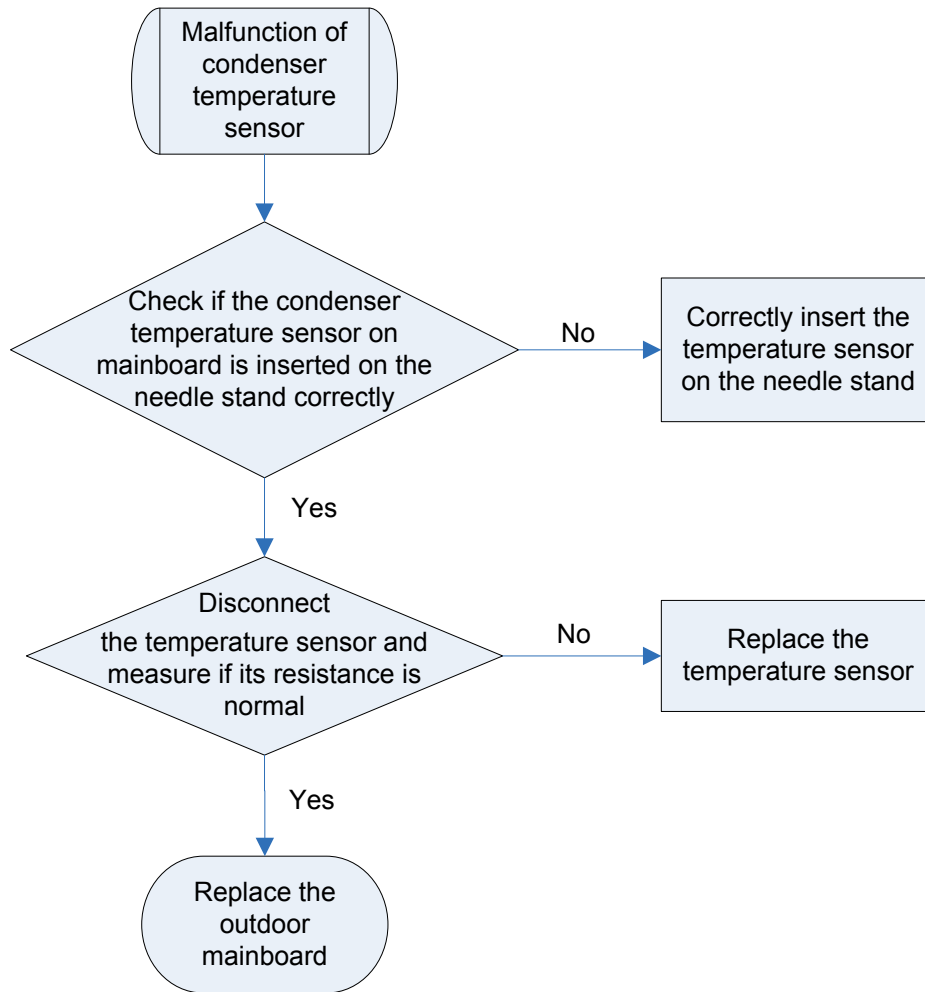 Malfunction of
condenser
temperature
sensor
Check if the condenser
temperature sensor on
mainboard is inserted on the
needle stand correctly
No
Correctly insert the
temperature sensor
on the needle stand
Yes
Disconnect
the temperature sensor and
measure if its resistance is
normal
No
Replace the
temperature sensor
Yes
Replace the
outdoor
mainboard